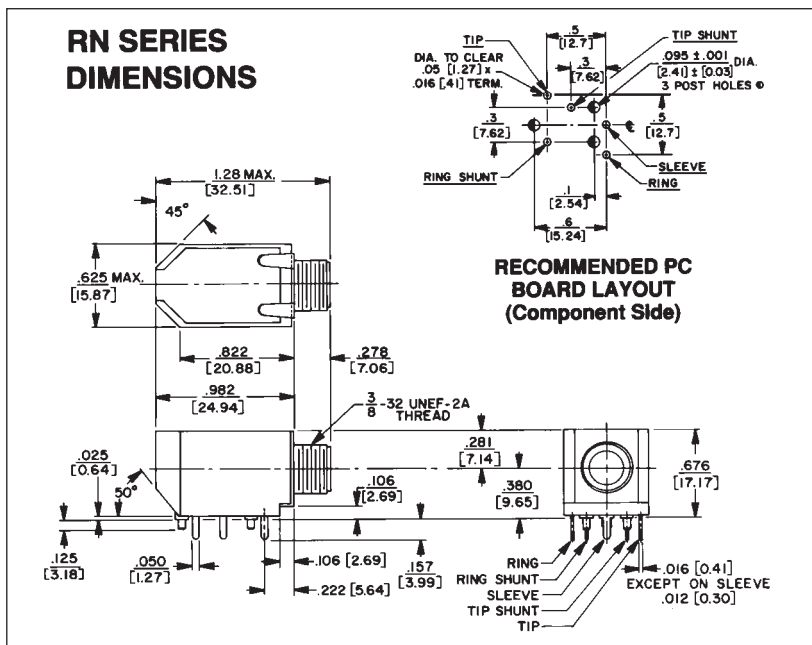 RN SERIES
DIMENSIONS
TIP
DIA. TO CLEAR
.05 [1.27] x
.016 [.41] TERM.
.5
[12.7]
.3
[7.62]
TIP SHUNT
.095 ±.001 DIA.
[2.41] ± [0.03]
3 POST HOLES
.3
[7.62]
.5
[12.7]
SLEEVE
RING
RING SHUNT
.1
[2.54]
.6
[15.24]
RECOMMENDED PC
BOARD LAYOUT
(Component Side)
1.28 MAX.
[32.51]
45°
.625 MAX.
[15.87]
.822
[20.88]
.278
[7.06]
.982
[24.94]
3/8-32 UNEF-2A
THREAD
.025
[0.64]
50°
.125
[3.18]
.050
[1.27]
.106
[2.69]
.106 [2.69]
.222 [5.64]
.157
[3.99]
.281
[7.14]
.380
[9.65]
.676
[17.17]
RING
RING SHUNT
SLEEVE
TIP SHUNT
TIP
.016 [0.41]
EXCEPT ON SLEEVE
.012 [0.30]